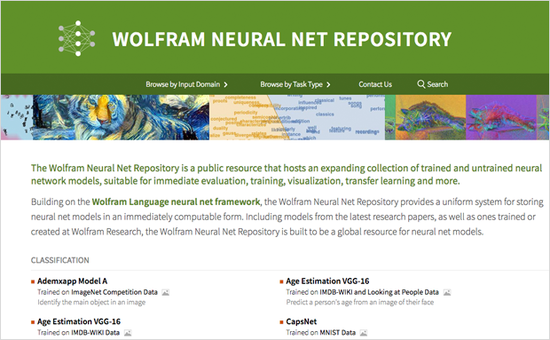 WOLFRAM NEURAL NET REPOSITORY
Browse by Input Domain
Browse by Task Type
Contact Us
Search
The Wolfram Neural Net Repository is a public resource that hosts an expanding collection of trained and untrained neural
network models, suitable for immediate evaluation, training, visualization, transfer learning and more.
Building on the Wolfram Language neural net framework, the Wolfram Neural Net Repository provides a uniform system for storing
neural net models in an immediately computable form. Including models from the latest research papers, as well as ones trained or
created at Wolfram Research, the Wolfram Neural Net Repository is built to be a global resource for neural net models.
CLASSIFICATION
Ademxapp Model A
Trained on ImageNet Competition Data
Identify the main object in an image
Age Estimation VGG-16
Trained on IMDB-WIKI and Looking at People Data
Predict a person's age from an image of their face
Age Estimation VGG-16
Trained on IMDB-WIKI Data
CapsNet
Trained on MNIST Data